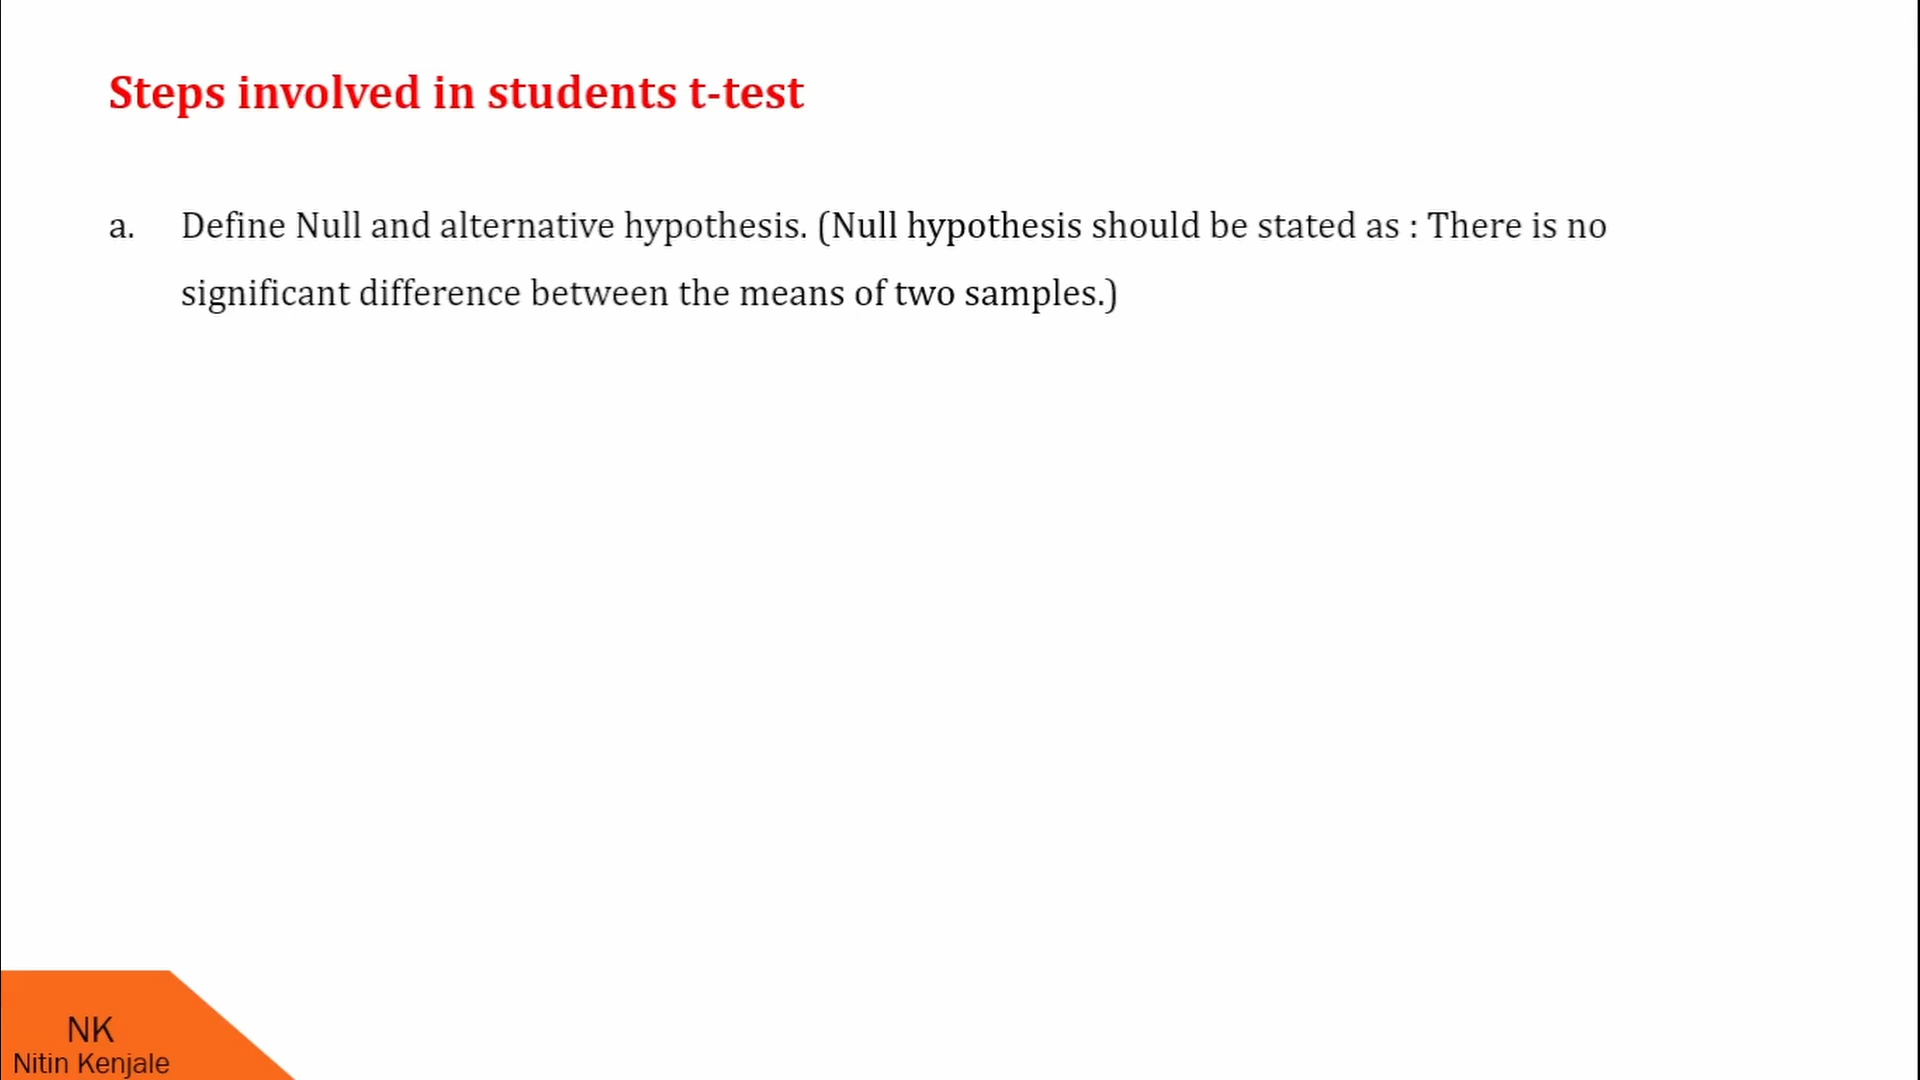 Steps involved in students t-test
a. Define Null and alternative hypothesis. (Null hypothesis should be stated as : There is no
significant difference between the means of two samples.)
NK
Nitin Kenjale